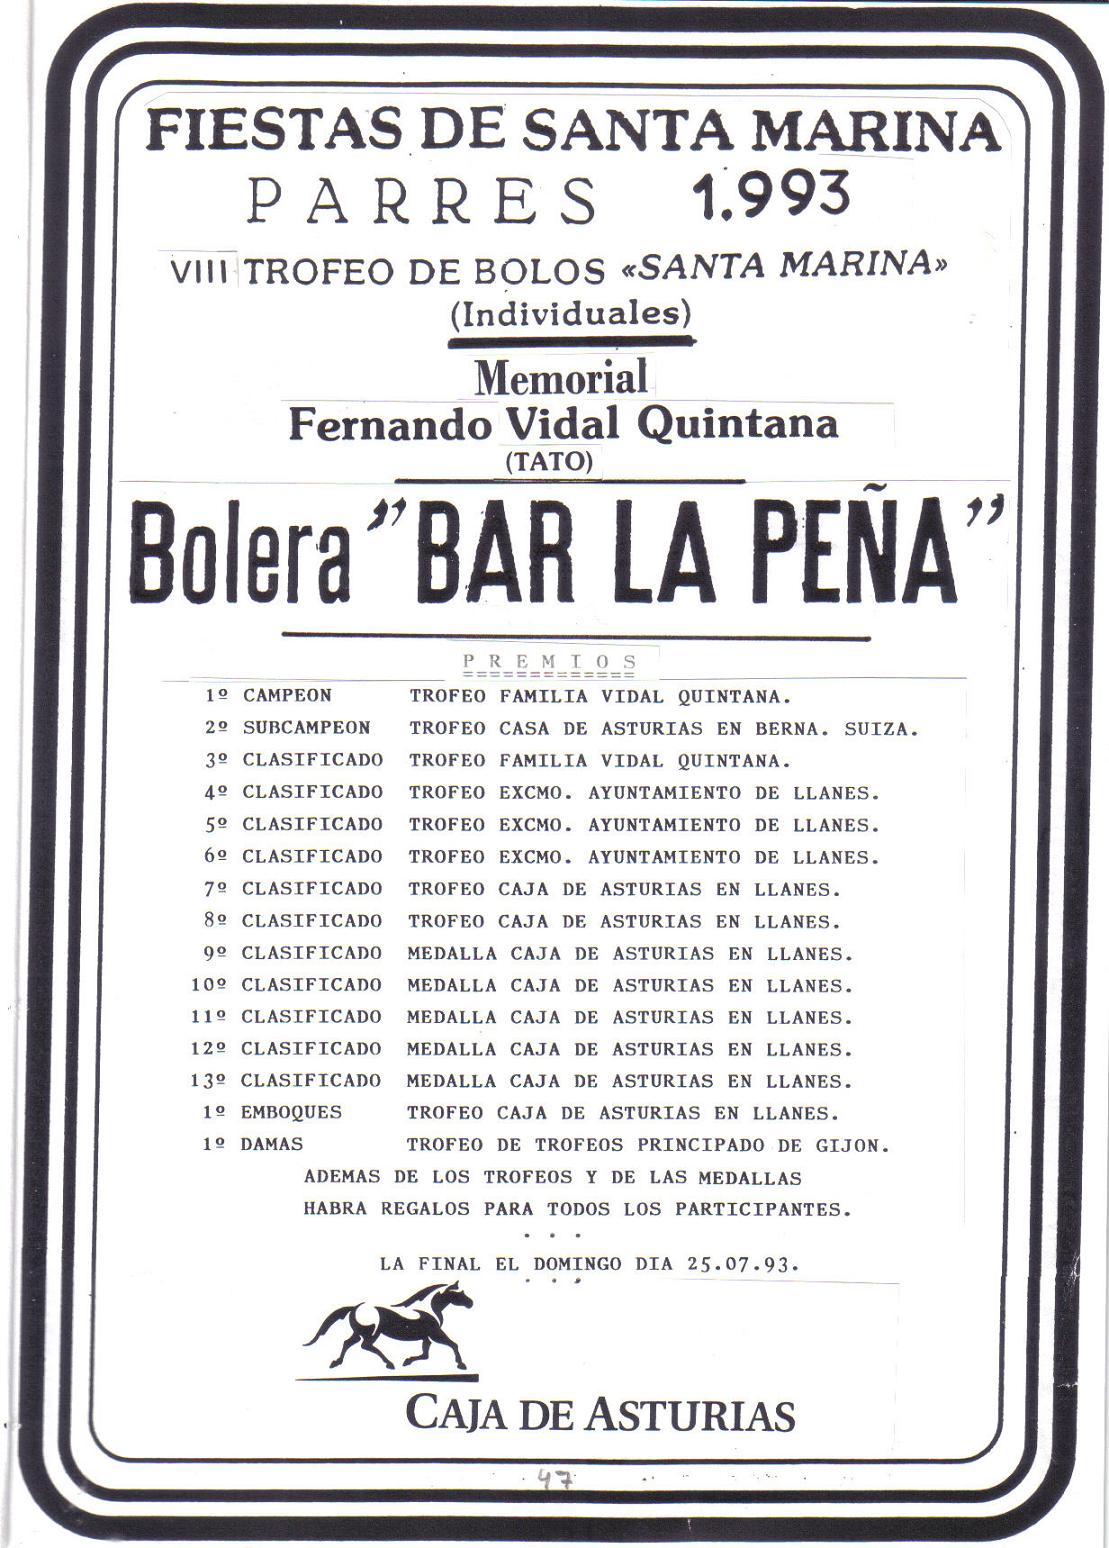 FIESTAS DE SANTA MARINA
PARRES 1.993
VIII TROFEO DE BOLOS «SANTA MARINA»
(Individuales)
Memorial
Fernando Vidal Quintana
(TATO)
Bolera "BAR LA PEÑA"
PREMIOS
=============
1º CAMPEON TROFEO FAMILIA VIDAL QUINTANA.
2º SUBCAMPEON TROFEO CASA DE ASTURIAS EN BERNA. SUIZA.
3º CLASIFICADO TROFEO FAMILIA VIDAL QUINTANA.
4º CLASIFICADO TROFEO EXCMO. AYUNTAMIENTO DE LLANES.
5º CLASIFICADO TROFEO EXCMO. AYUNTAMIENTO DE LLANES.
6º CLASIFICADO TROFEO EXCMO. AYUNTAMIENTO DE LLANES.
7º CLASIFICADO TROFEO CAJA DE ASTURIAS EN LLANES.
8º CLASIFICADO TROFEO CAJA DE ASTURIAS EN LLANES.
9º CLASIFICADO MEDALLA CAJA DE ASTURIAS EN LLANES.
10º CLASIFICADO MEDALLA CAJA DE ASTURIAS EN LLANES.
11º CLASIFICADO MEDALLA CAJA DE ASTURIAS EN LLANES.
12º CLASIFICADO MEDALLA CAJA DE ASTURIAS EN LLANES.
13º CLASIFICADO MEDALLA CAJA DE ASTURIAS EN LLANES.
1º EMBOQUES TROFEO CAJA DE ASTURIAS EN LLANES.
1º DAMAS TROFEO DE TROFEOS PRINCIPADO DE GIJON.
ADEMAS DE LOS TROFEOS Y DE LAS MEDALLAS
HABRA REGALOS PARA TODOS LOS PARTICIPANTES.
. . .
LA FINAL EL DOMINGO DIA 25.07.93.
. . .
CAJA DE ASTURIAS
47